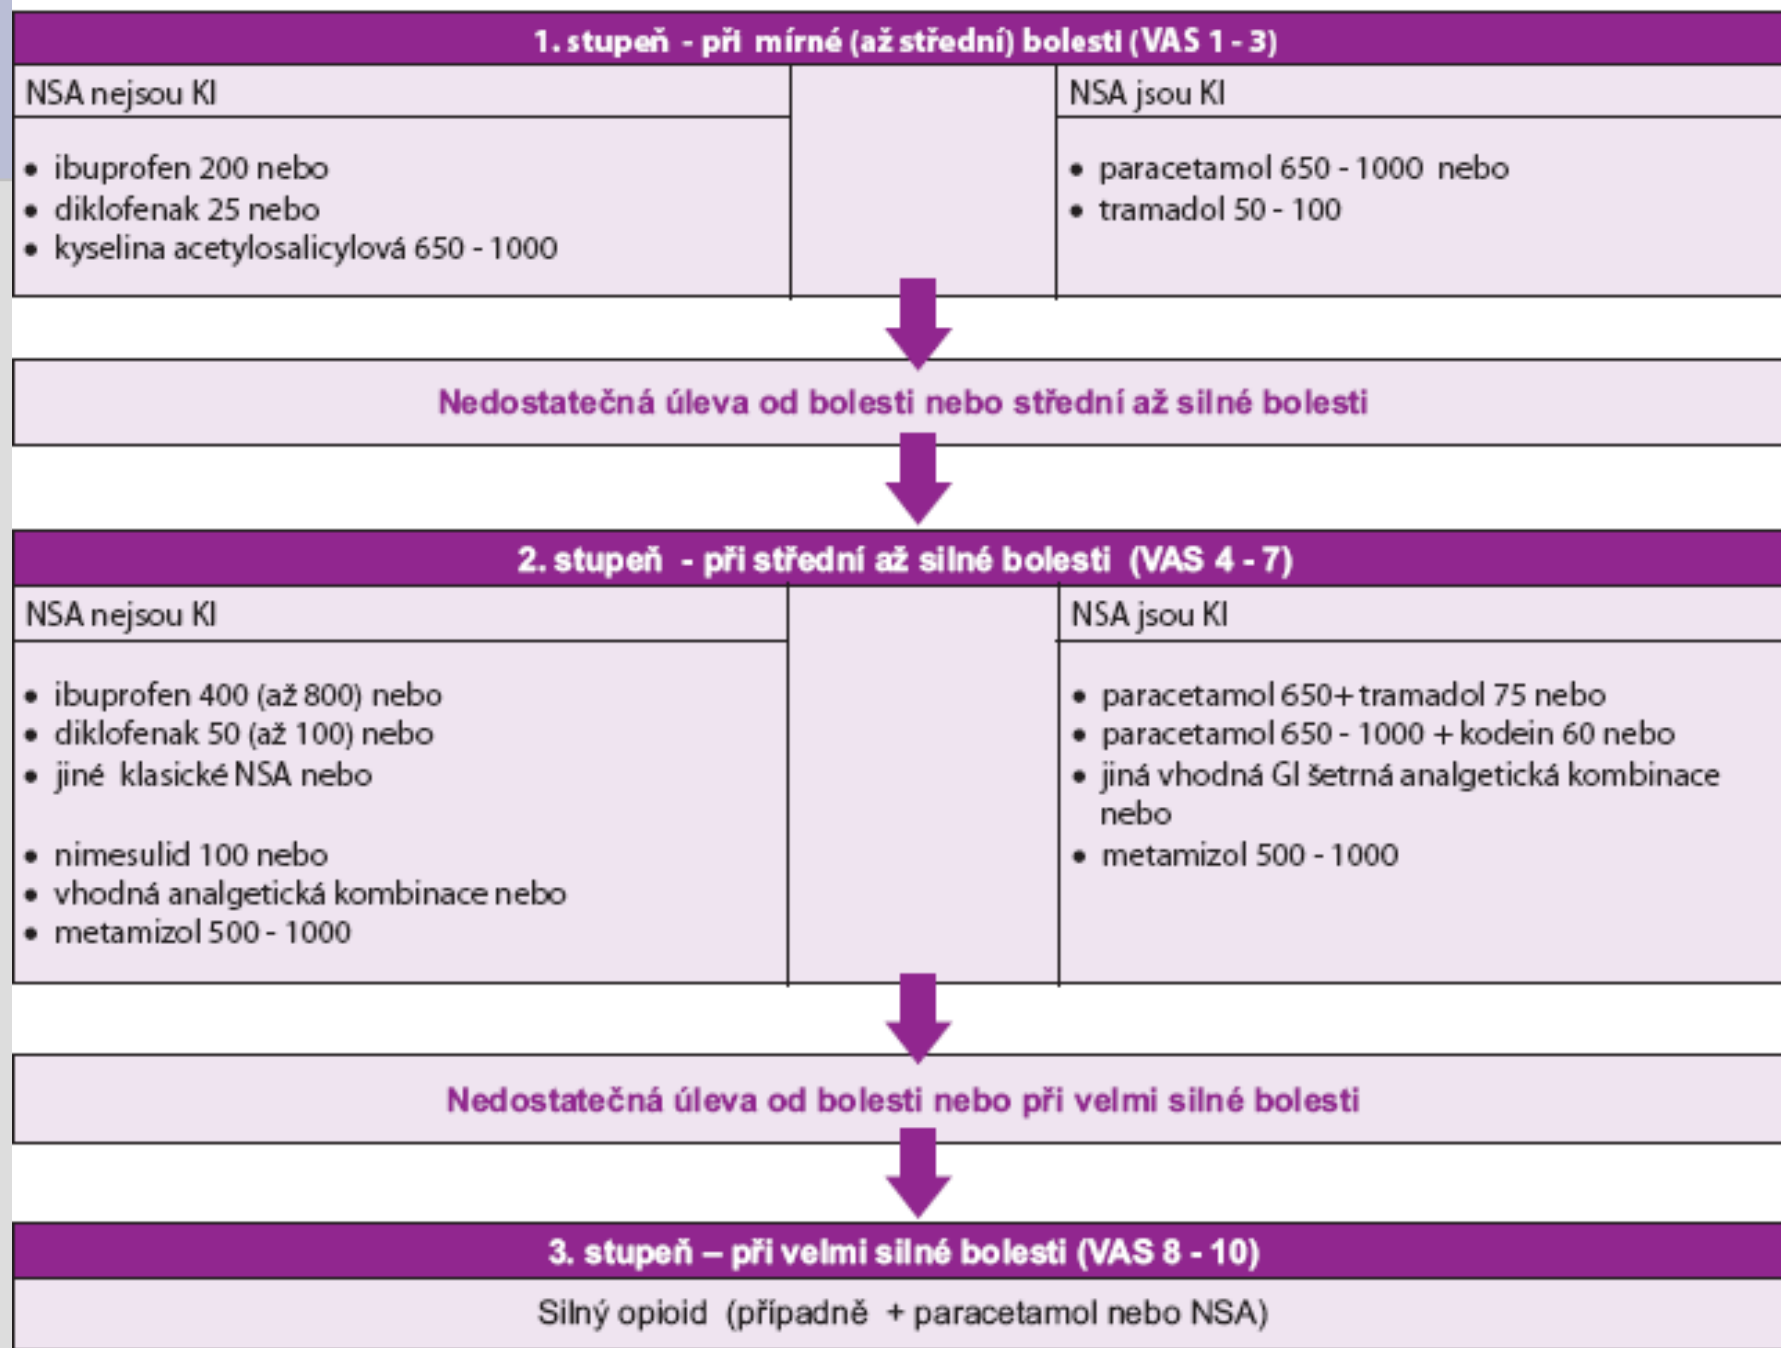 1. stupeň - při mírné (až střední) bolesti (VAS 1 - 3)
NSA nejsou KI
• ibuprofen 200 nebo
• diklofenak 25 nebo
• kyselina acetylosalicylová 650 - 1000
NSA jsou KI
• paracetamol 650 - 1000 nebo
• tramadol 50 - 100
Nedostatečná úleva od bolesti nebo střední až silné bolesti
2. stupeň - při střední až silné bolesti (VAS 4 - 7)
NSA nejsou KI
• ibuprofen 400 (až 800) nebo
• diklofenak 50 (až 100) nebo
• jiné klasické NSA nebo
• nimesulid 100 nebo
• vhodná analgetická kombinace nebo
• metamizol 500 - 1000
NSA jsou KI
• paracetamol 650+ tramadol 75 nebo
• paracetamol 650 - 1000 + kodein 60 nebo
• jiná vhodná GI šetrná analgetická kombinace
nebo
• metamizol 500 - 1000
Nedostatečná úleva od bolesti nebo při velmi silné bolesti
3. stupeň – při velmi silné bolesti (VAS 8 - 10)
Silný opioid (případně + paracetamol nebo NSA)